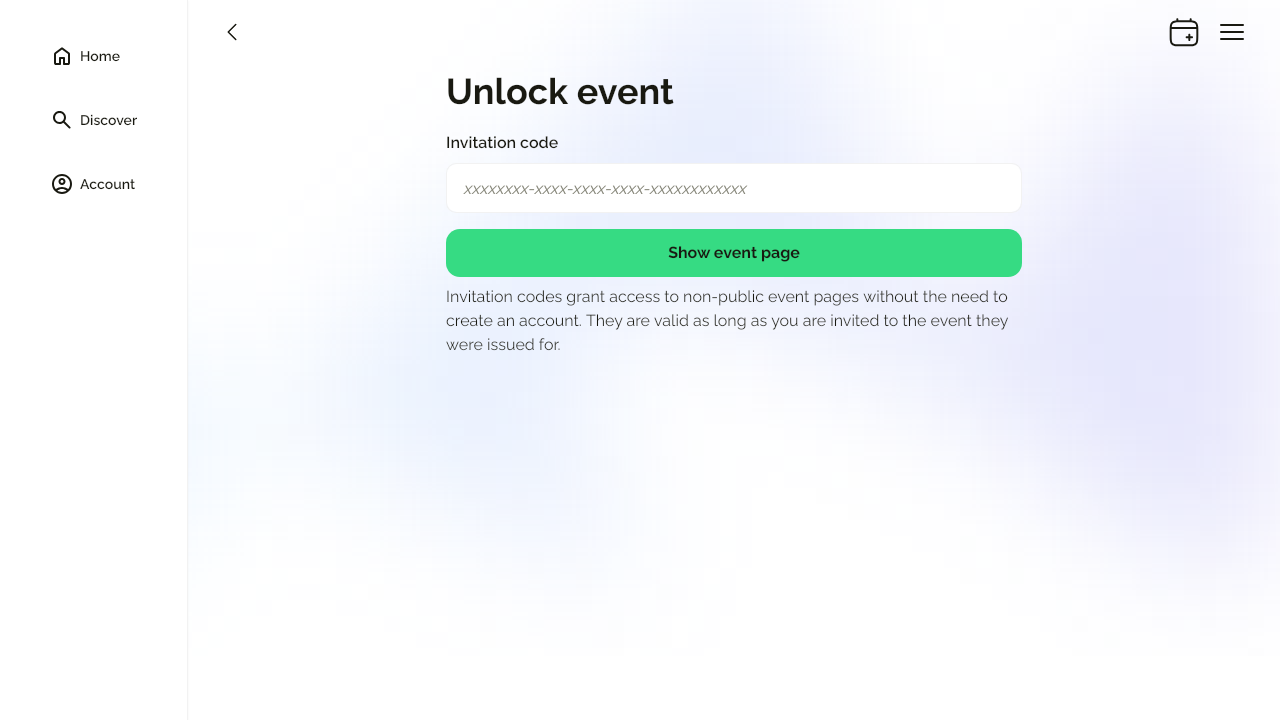 Home
Discover
Account
Unlock event
Invitation code
xxxxxxxx-xxxx-xxxx-xxxx-xxxxxxxxxxxx
Show event page
Invitation codes grant access to non-public event pages without the need to
create an account. They are valid as long as you are invited to the event they
were issued for.